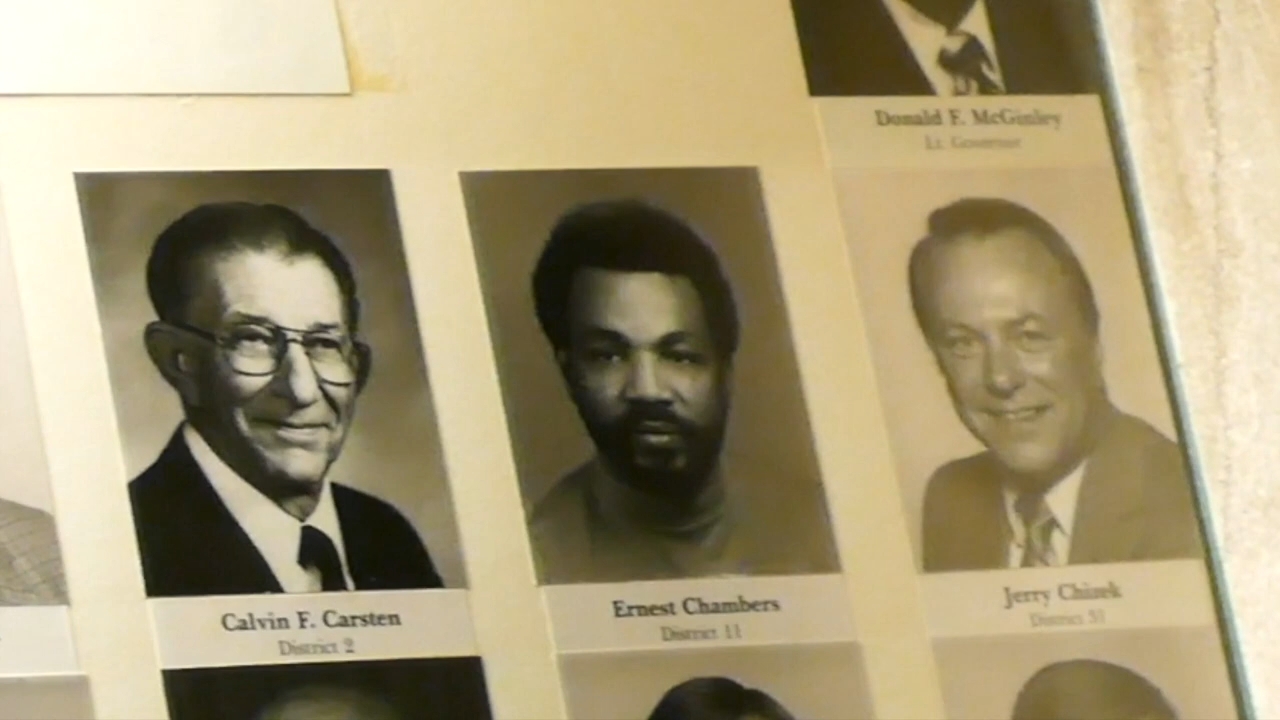 Donald F. McGinley
Lt. Governor
Calvin F. Carsten
District 2
Ernest Chambers
District 11
Jerry Chizek
District 31